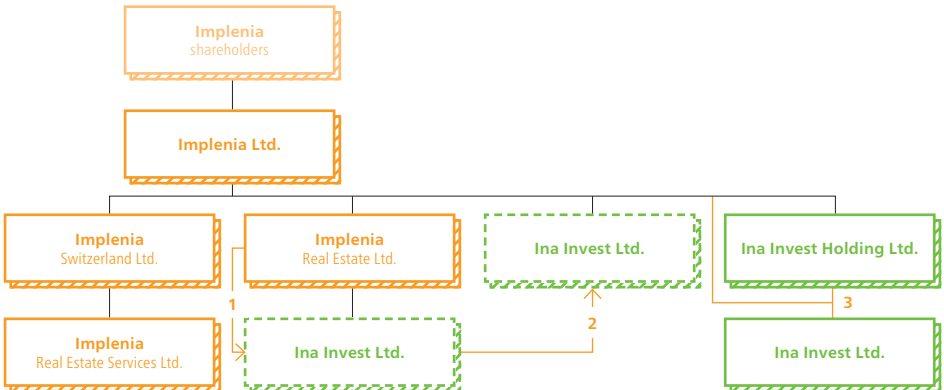 Implenia
shareholders
Implenia Ltd.
Implenia
Switzerland Ltd.
Implenia
Real Estate Ltd.
Ina Invest Ltd.
Ina Invest Holding Ltd.
1
2
3
Implenia
Real Estate Services Ltd.
Ina Invest Ltd.
Ina Invest Ltd.